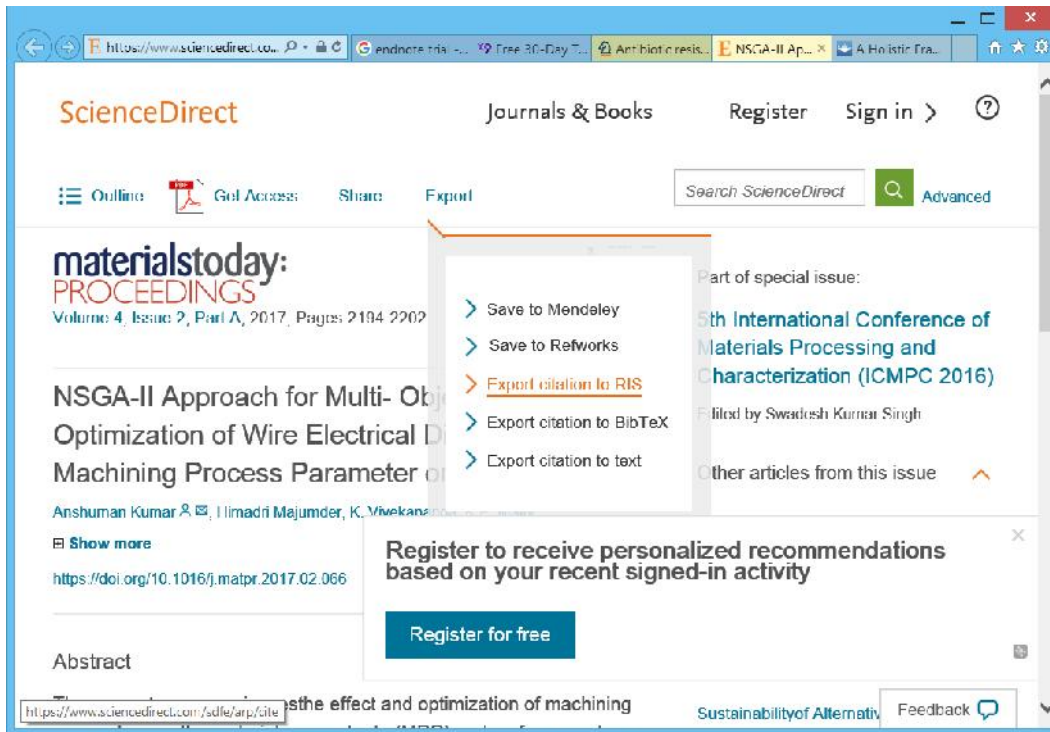 https://www.sciencedirect.co...
endnote trial -...
Free 30-Day T...
Antibiotic resis...
NSGA-II Ap...
A Holistic Fra...
ScienceDirect
Journals & Books
Register
Sign in
Outline
Get Access
Share
Export
Search ScienceDirect
Advanced
materialstoday:
PROCEEDINGS
Volume 4, Issue 2, Part A, 2017, Pages 2194-2202
Save to Mendeley
Save to Refworks
Export citation to RIS
Export citation to BibTeX
Export citation to text
Part of special issue:
5th International Conference of
Materials Processing and
Characterization (ICMPC 2016)
Edited by Swadesh Kumar Singh
Other articles from this issue
NSGA-II Approach for Multi- Obj
Optimization of Wire Electrical Di
Machining Process Parameter on
Anshuman Kumar, Himadri Majumder, K. Vivekananda,
Show more
https://doi.org/10.1016/j.matpr.2017.02.066
Register to receive personalized recommendations
based on your recent signed-in activity
Register for free
Abstract
the effect and optimization of machining
https://www.sciencedirect.com/sdfe/arp/cite
Sustainabilityof Alternativ
Feedback